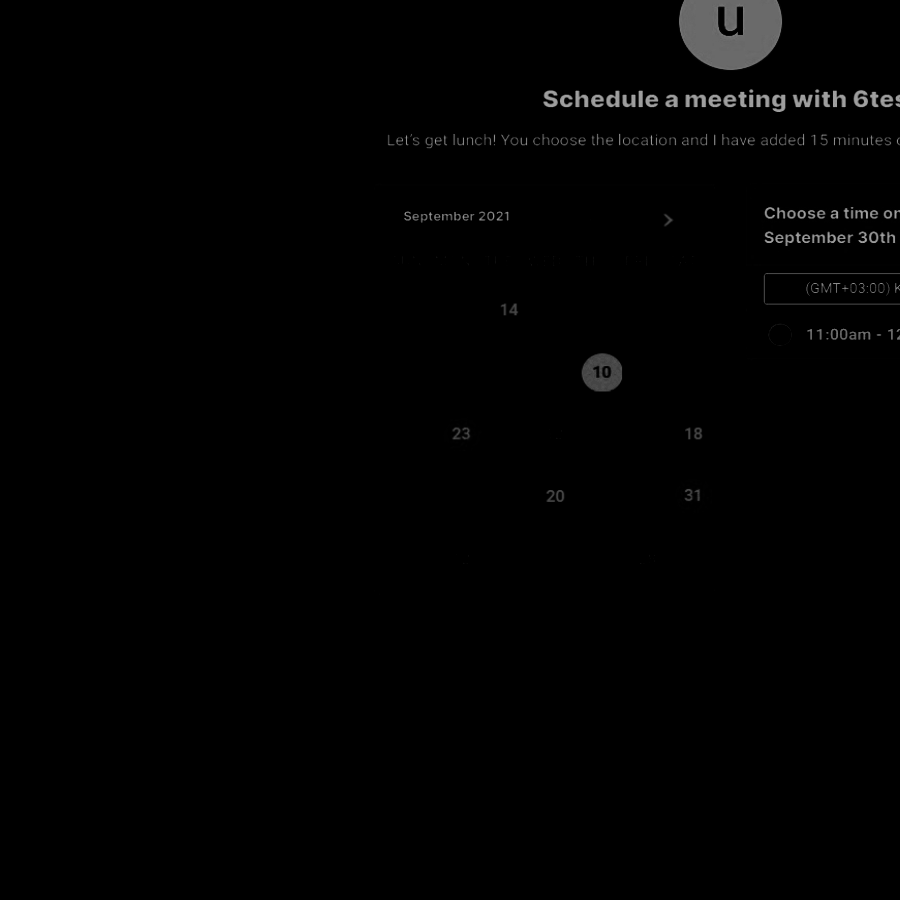 u
Schedule a meeting with 6tes
Let's get lunch! You choose the location and I have added 15 minutes
September 2021
Choose a time on
September 30th
(GMT+03:00) K
14
11:00am - 12
10
23 18
20 31